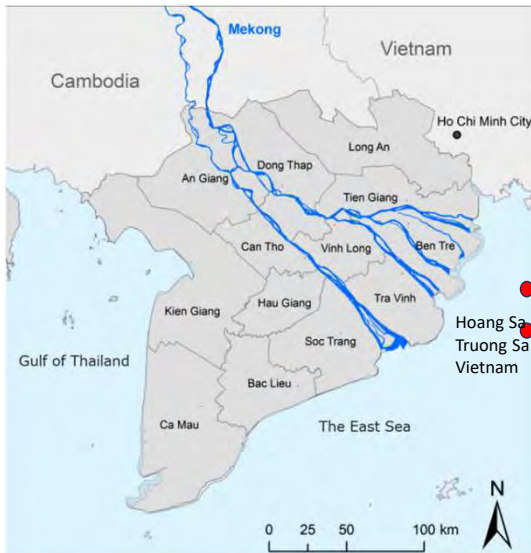 Mekong
Vietnam
Cambodia
Ho Chi Minh City
Long An
Dong Thap
An Giang
Tien Giang
Can Tho
Vinh Long
Ben Tre
Kien Giang
Hau Giang
Tra Vinh
Hoang Sa
Truong Sa
Vietnam
Soc Trang
Gulf of Thailand
Bac Lieu
Ca Mau
The East Sea
N
0 25 50 100 km